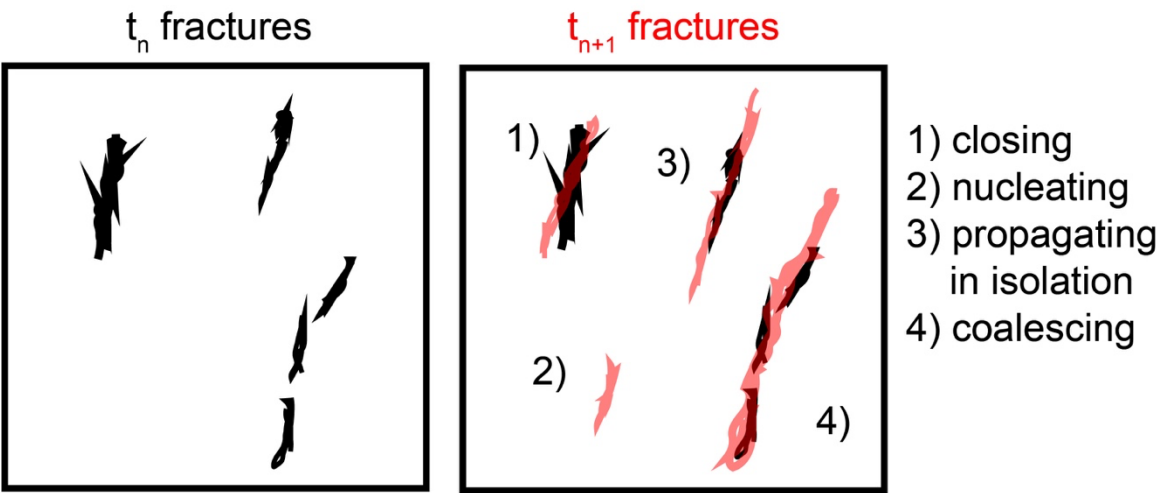 tn fractures
tn+1 fractures
1)
3)
2)
4)
1) closing
2) nucleating
3) propagating
in isolation
4) coalescing